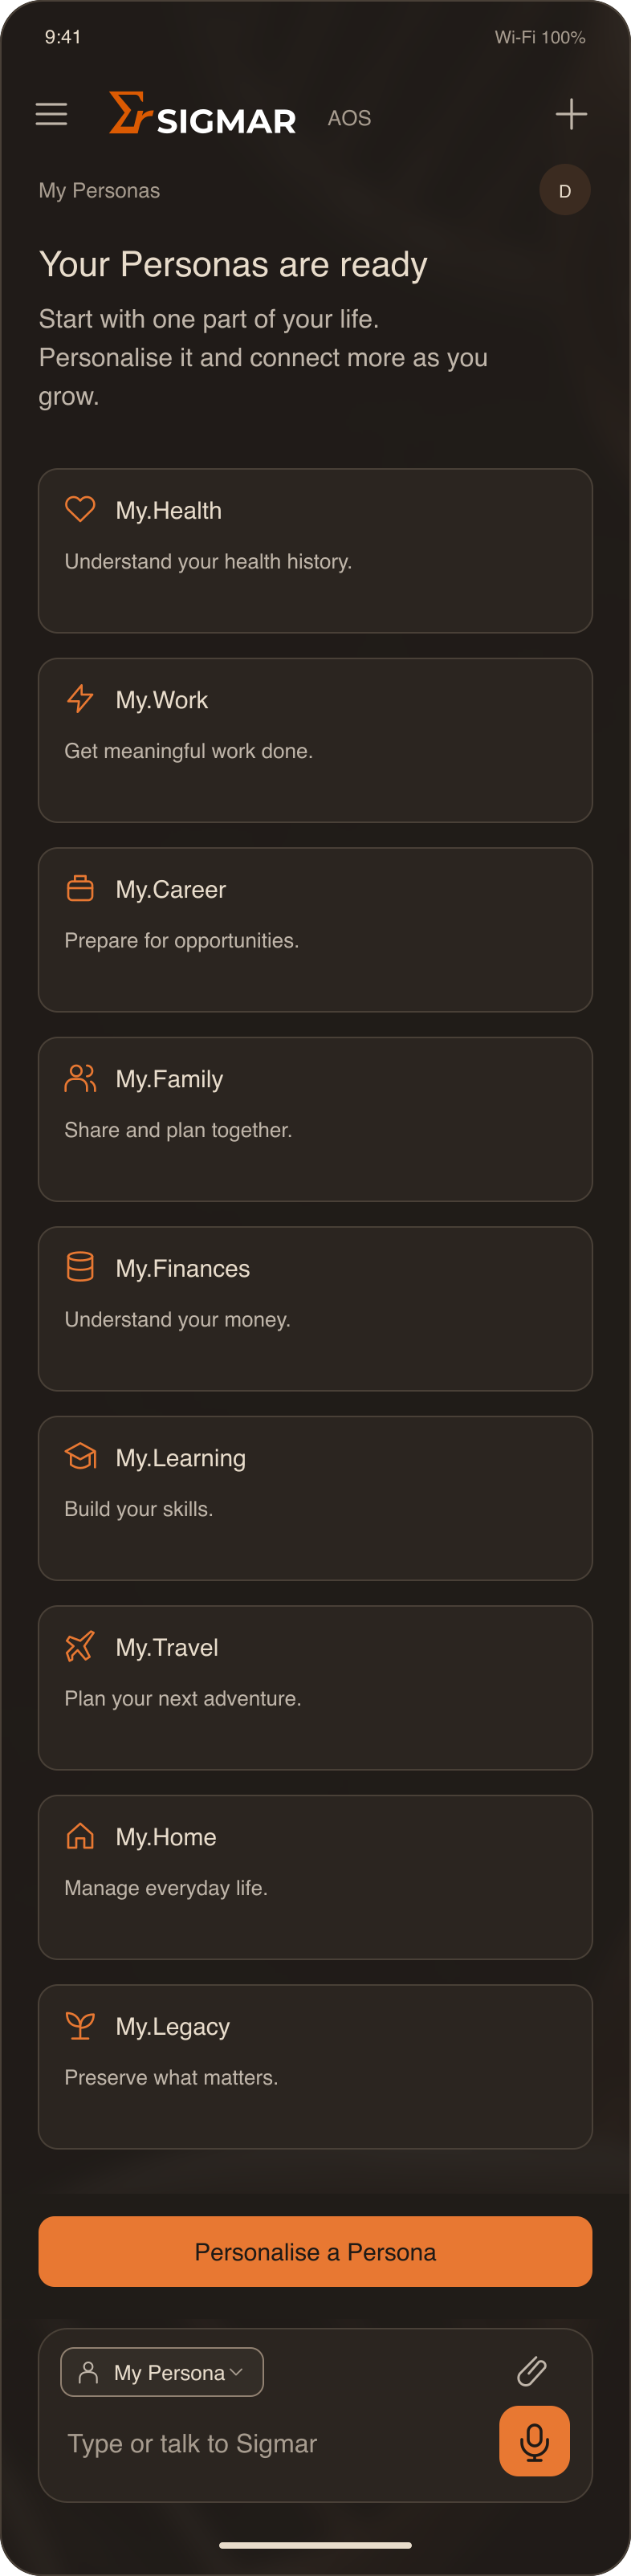 9:41
Wi-Fi 100%
Σr SIGMAR AOS
My Personas
D
Your Personas are ready
Start with one part of your life.
Personalise it and connect more as you
grow.
My.Health
Understand your health history.
My.Work
Get meaningful work done.
My.Career
Prepare for opportunities.
My.Family
Share and plan together.
My.Finances
Understand your money.
My.Learning
Build your skills.
My.Travel
Plan your next adventure.
My.Home
Manage everyday life.
My.Legacy
Preserve what matters.
Personalise a Persona
My Persona
Type or talk to Sigmar